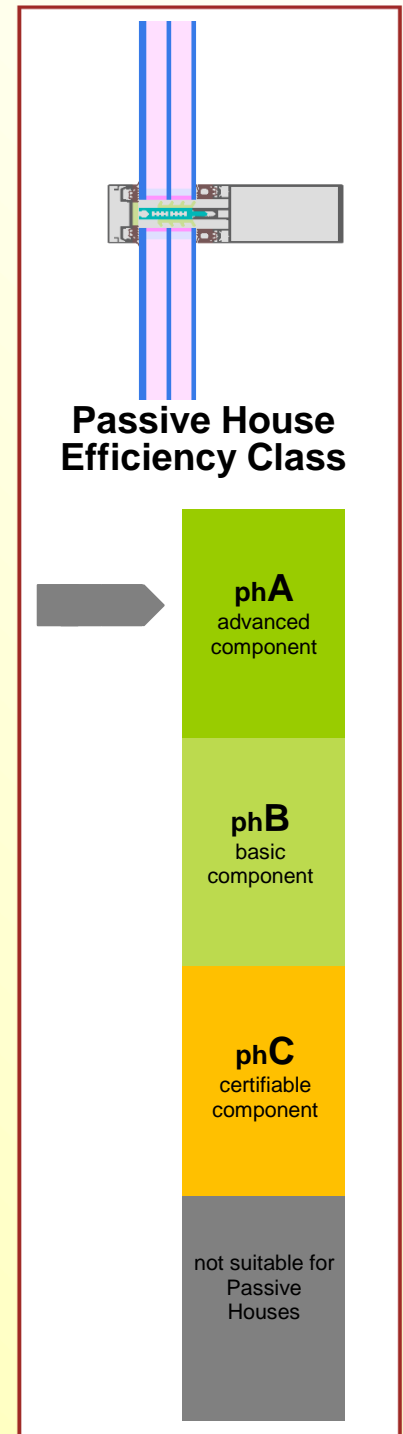 Passive House
Efficiency Class
phA
advanced
component
phB
basic
component
phC
certifiable
component
not suitable for
Passive
Houses